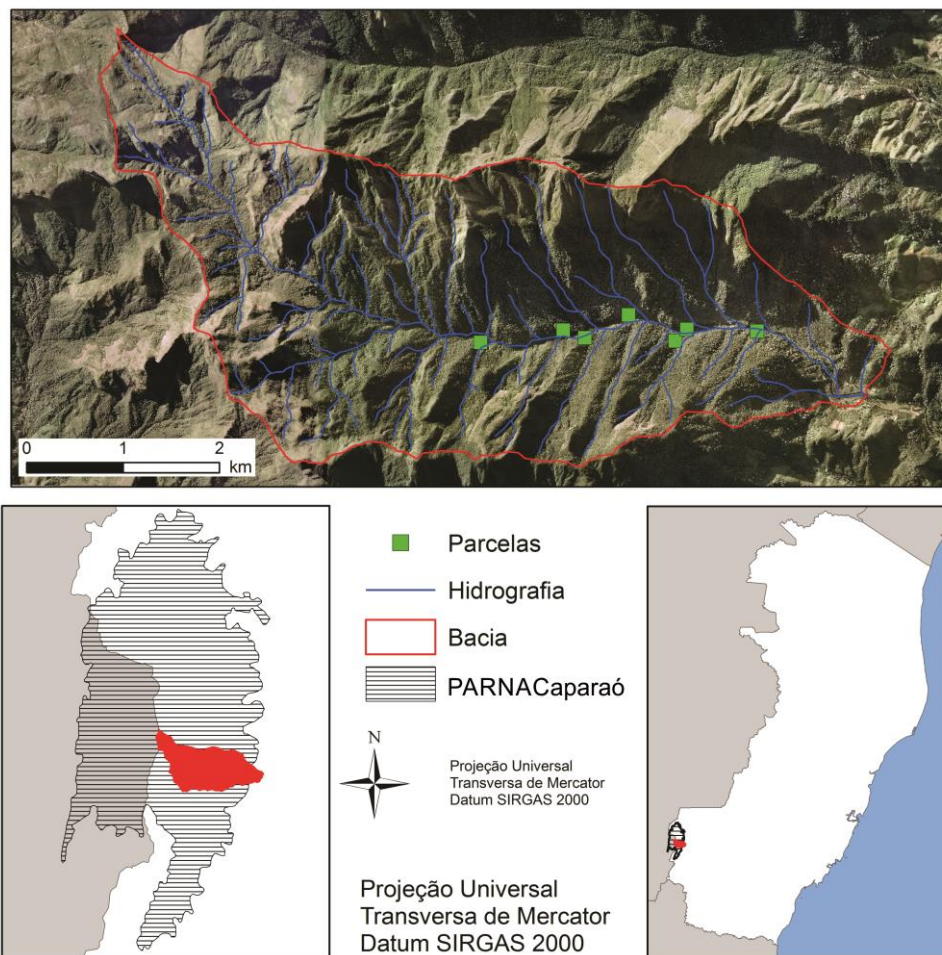 0 1 2
km
Parcelas
Hidrografia
Bacia
PARNACaparaó
N
Projeção Universal
Transversa de Mercator
Datum SIRGAS 2000
Projeção Universal
Transversa de Mercator
Datum SIRGAS 2000